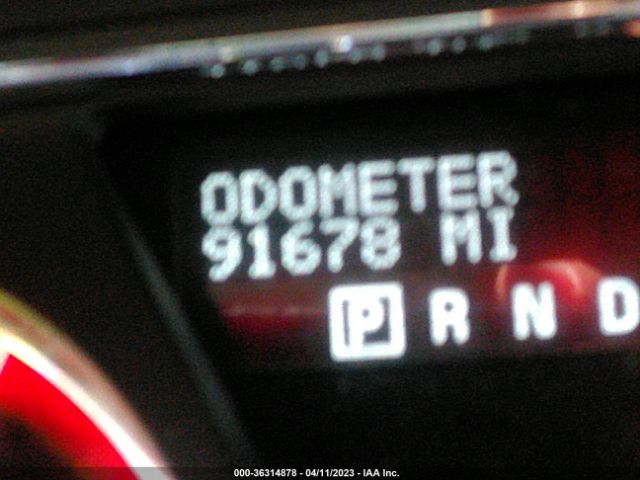 ODOMETER
91678 MI
P R N D
000-36314878 - 04/11/2023 - IAA Inc.